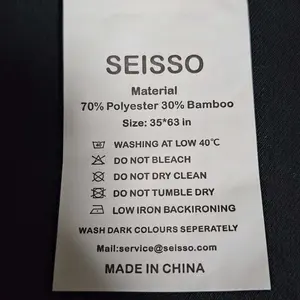 SEISSO
Material
70% Polyester 30% Bamboo
Size: 35*63 in
WASHING AT LOW 40℃
DO NOT BLEACH
DO NOT DRY CLEAN
DO NOT TUMBLE DRY
LOW IRON BACKIRONING
WASH DARK COLOURS SEPERATELY
Mail:service@seisso.com
MADE IN CHINA